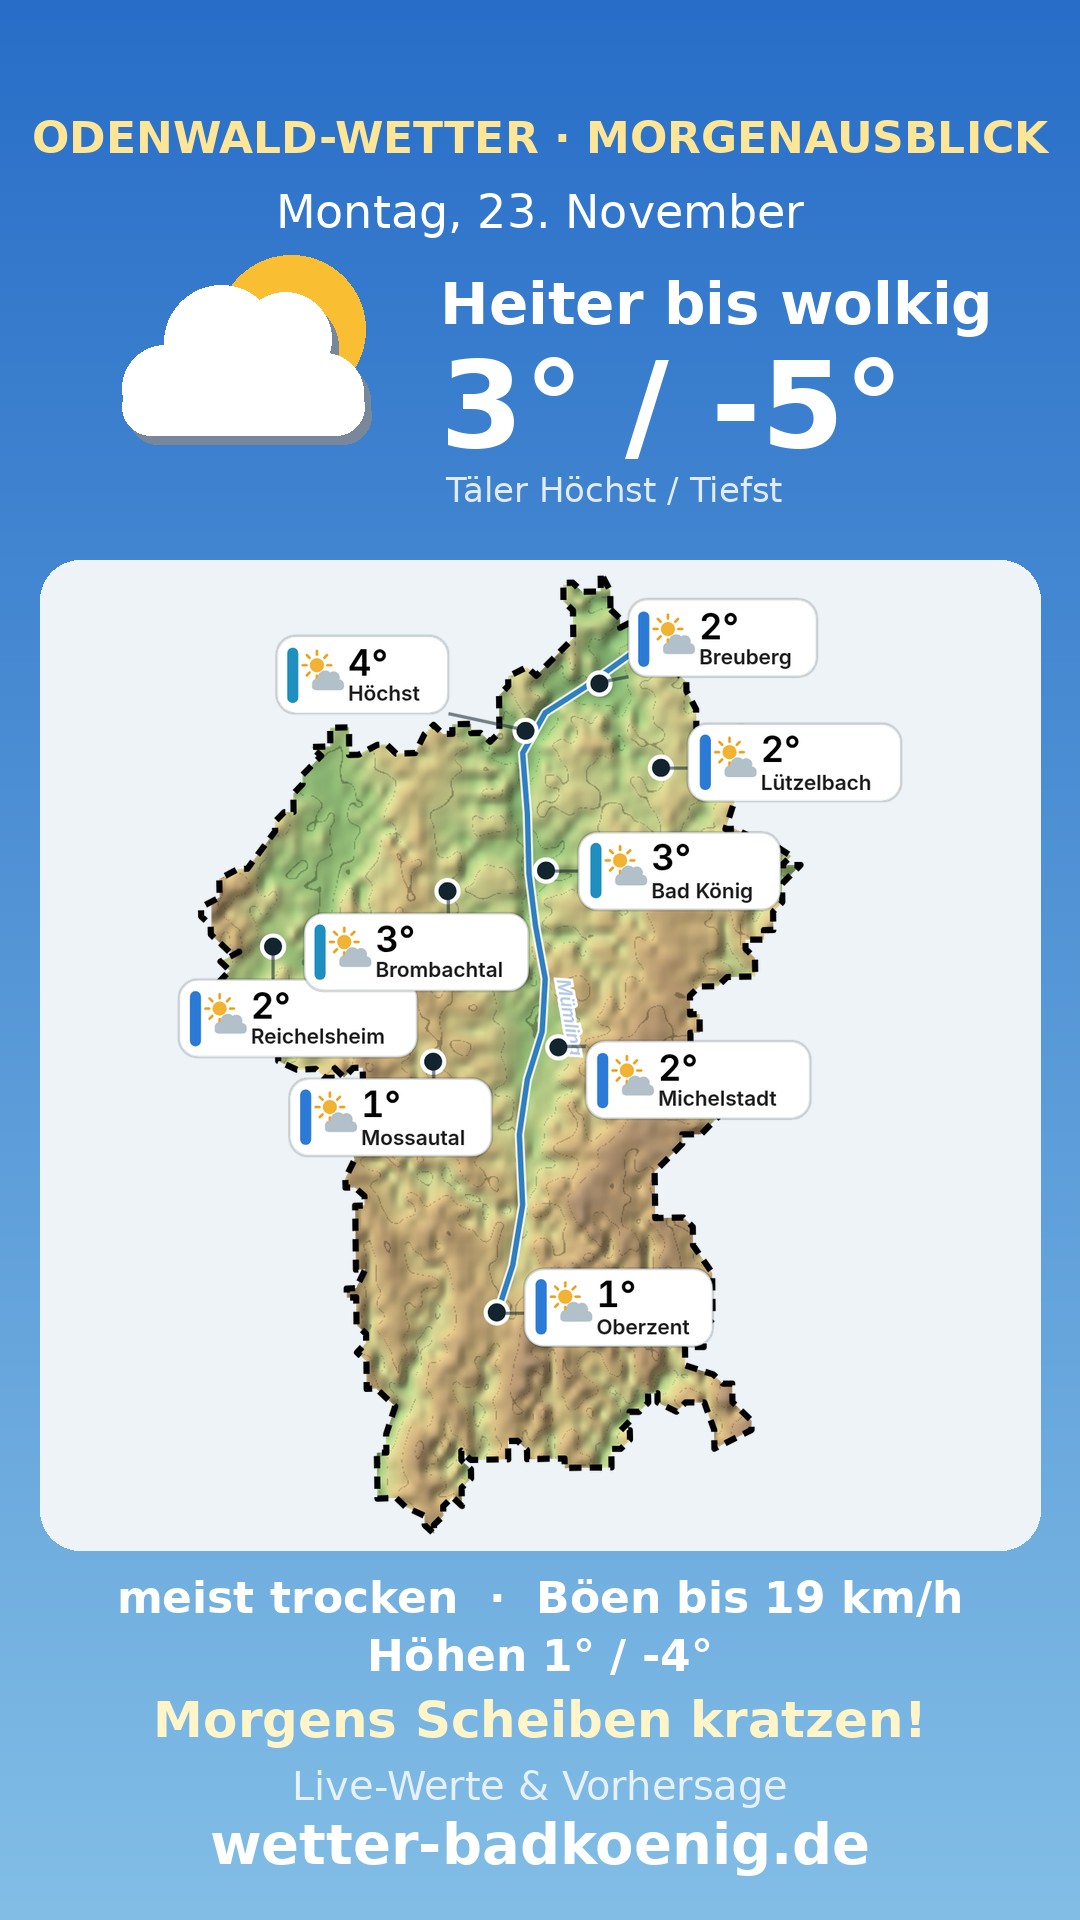 ODENWALD-WETTER · MORGENAUSBLICK
Montag, 23. November
Heiter bis wolkig
3° / -5°
Täler Höchst / Tiefst
2°
Breuberg
4°
Höchst
2°
Lützelbach
3°
Bad König
3°
Brombachtal
2°
Reichelsheim
Mümling
2°
Michelstadt
1°
Mossautal
1°
Oberzent
meist trocken · Böen bis 19 km/h
Höhen 1° / -4°
Morgens Scheiben kratzen!
Live-Werte & Vorhersage
wetter-badkoenig.de